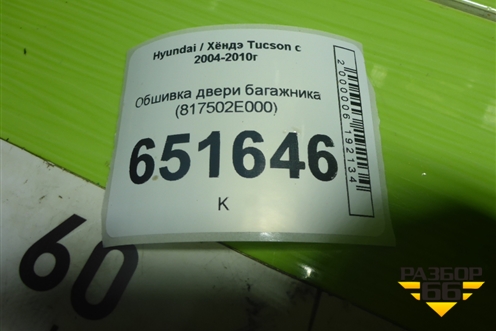 Hyundai / Хёндэ Tucson с
2004-2010г
Обшивка двери багажника
(817502E000)
651646
К
2000006192134
60
РАЗБОР
66